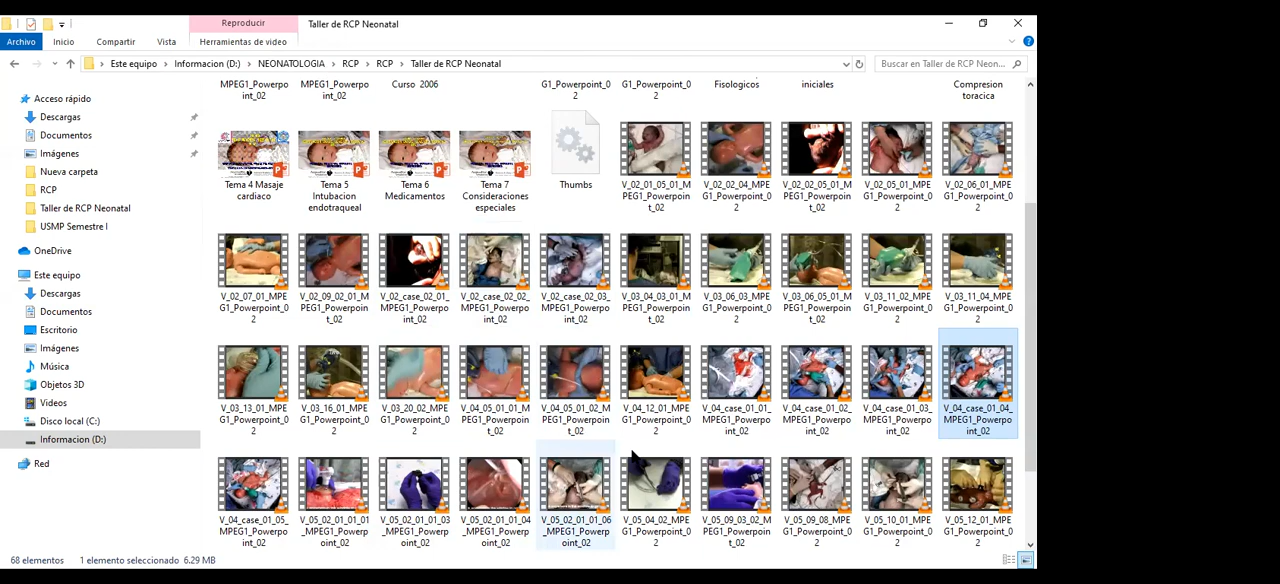 Reproducir
Taller de RCP Neonatal
Archivo Inicio Compartir Vista Herramientas de video
Este equipo Informacion (D:) NEONATOLOGIA RCP RCP Taller de RCP Neonatal
Buscar en Taller de RCP Neon...
Acceso rápido
Descargas
Documentos
Imágenes
Nueva carpeta
RCP
Taller de RCP Neonatal
USMP Semestre I
OneDrive
Este equipo
Descargas
Documentos
Escritorio
Imágenes
Música
Objetos 3D
Videos
Disco local (C:)
Informacion (D:)
Red
MPEG1_Powerpo
int_02
MPEG1_Powerpo
int_02
Curso 2006
G1_Powerpoint_0
2
G1_Powerpoint_0
2
Fisiologicos
iniciales
Compresion
toracica
Tema 4 Masaje
cardiaco
Tema 5
Intubacion
endotraqueal
Tema 6
Medicamentos
Tema 7
Consideraciones
especiales
Thumbs
V_02_01_05_01_M
PEG1_Powerpoin
t_02
V_02_02_04_MPE
G1_Powerpoint_0
2
V_02_02_05_01_M
PEG1_Powerpoin
t_02
V_02_05_01_MPE
G1_Powerpoint_0
2
V_02_06_01_MPE
G1_Powerpoint_0
2
V_02_07_01_MPE
G1_Powerpoint_0
2
V_02_09_02_01_M
PEG1_Powerpoin
t_02
V_02_case_02_01_
MPEG1_Powerpo
int_02
V_02_case_02_02_
MPEG1_Powerpo
int_02
V_02_case_02_03_
MPEG1_Powerpo
int_02
V_03_04_03_01_M
PEG1_Powerpoin
t_02
V_03_06_03_MPE
G1_Powerpoint_0
2
V_03_06_05_01_M
PEG1_Powerpoin
t_02
V_03_11_02_MPE
G1_Powerpoint_0
2
V_03_11_04_MPE
G1_Powerpoint_0
2
V_03_13_01_MPE
G1_Powerpoint_0
2
V_03_16_01_MPE
G1_Powerpoint_0
2
V_03_20_02_MPE
G1_Powerpoint_0
2
V_04_05_01_01_M
PEG1_Powerpoin
t_02
V_04_05_01_02_M
PEG1_Powerpoin
t_02
V_04_12_01_MPE
G1_Powerpoint_0
2
V_04_case_01_01_
MPEG1_Powerpo
int_02
V_04_case_01_02_
MPEG1_Powerpo
int_02
V_04_case_01_03_
MPEG1_Powerpo
int_02
V_04_case_01_04_
MPEG1_Powerpo
int_02
V_04_case_01_05_
MPEG1_Powerpo
int_02
V_05_02_01_01_01
_MPEG1_Powerp
oint_02
V_05_02_01_01_03
_MPEG1_Powerp
oint_02
V_05_02_01_01_04
_MPEG1_Powerp
oint_02
V_05_02_01_01_06
_MPEG1_Powerp
oint_02
V_05_04_02_MPE
G1_Powerpoint_0
2
V_05_09_03_02_M
PEG1_Powerpoin
t_02
V_05_09_08_MPE
G1_Powerpoint_0
2
V_05_10_01_MPE
G1_Powerpoint_0
2
V_05_12_01_MPE
G1_Powerpoint_0
2
68 elementos 1 elemento seleccionado 6.29 MB